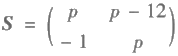 S = ( p p − 12
− 1 p )